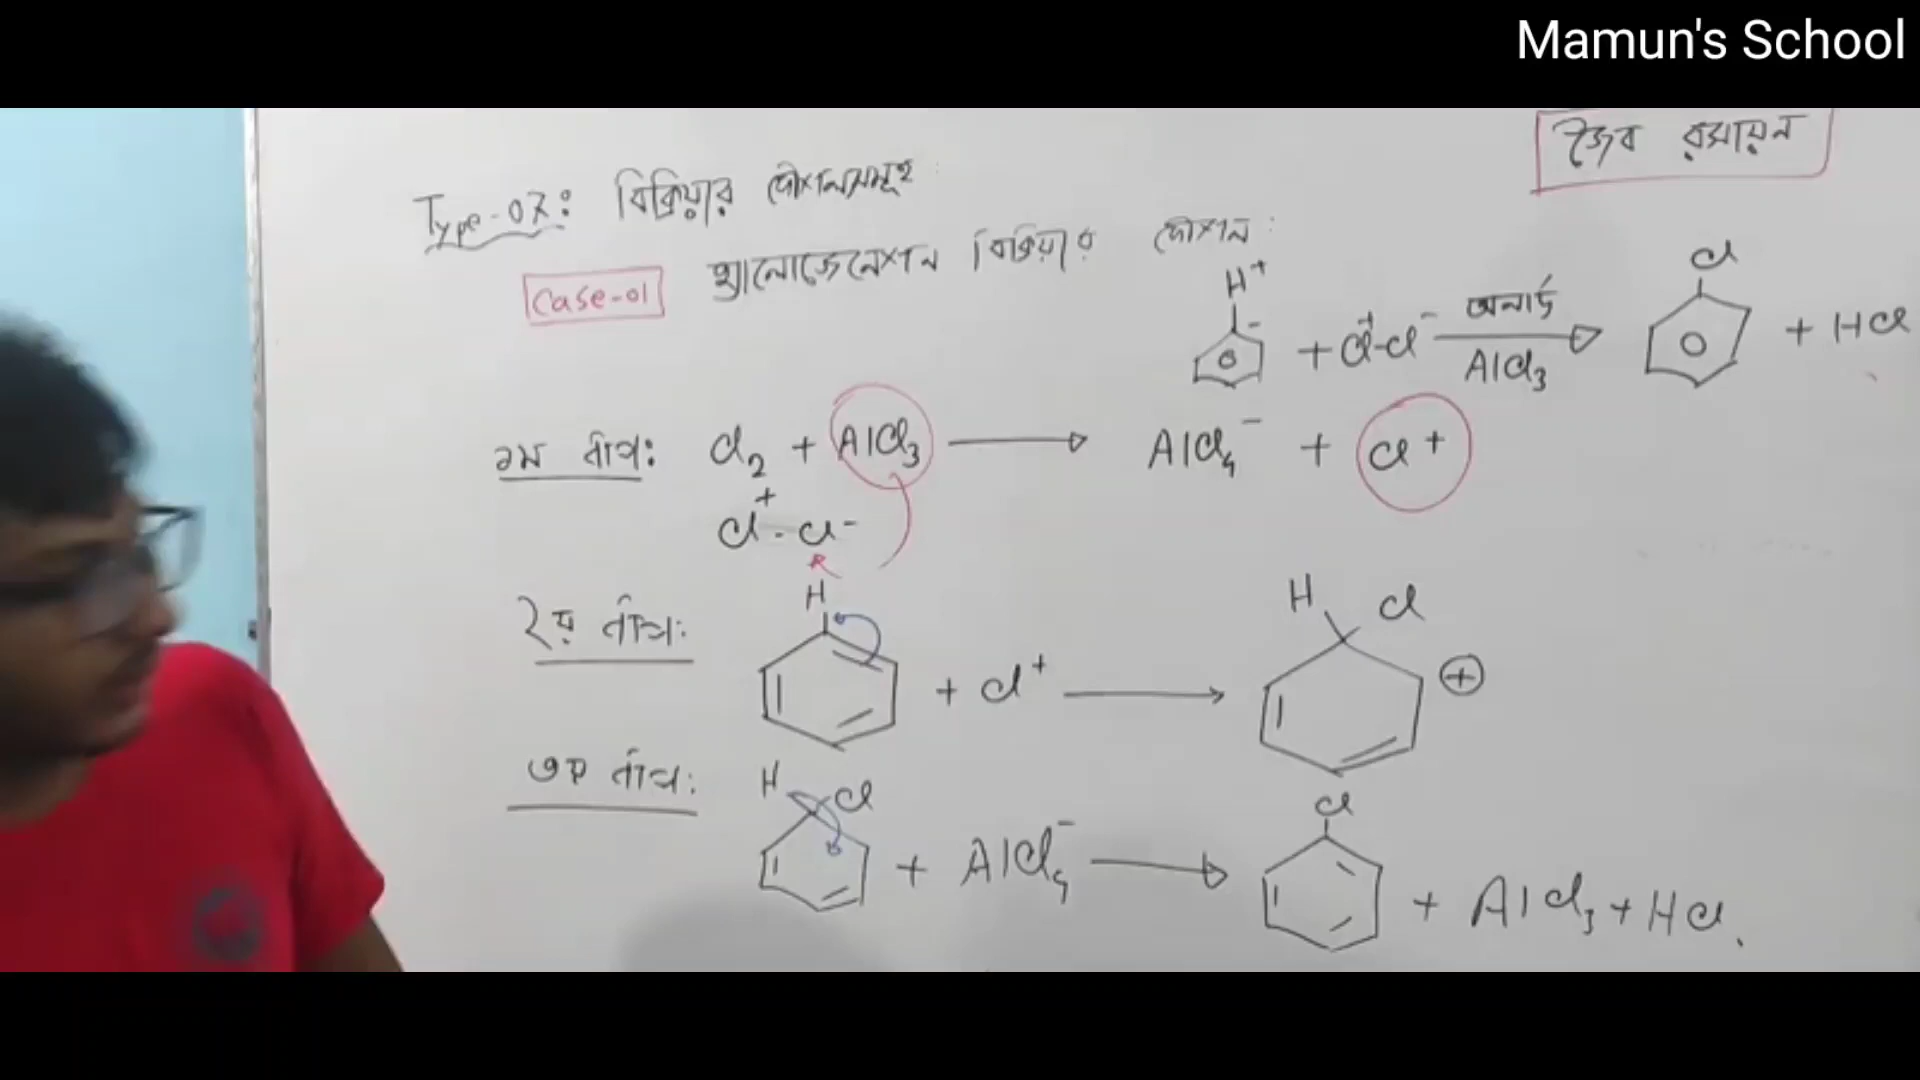 Mamun's School
জৈব রসায়ন
Type-07: বিক্রিয়ার কৌশলসমূহ
Case-01 হ্যালোজেনেশন বিক্রিয়ার কৌশল:
H⁺
Cl
- + Cl⁺-Cl⁻ অনার্দ্র AlCl₃ + HCl
১ম ধাপ: Cl₂ + AlCl₃ → AlCl₄⁻ + Cl⁺
Cl⁺-Cl⁻
২য় ধাপ: H + Cl⁺ → H Cl ⊕
৩য় ধাপ: H Cl + AlCl₄⁻ → Cl + AlCl₃ + HCl.